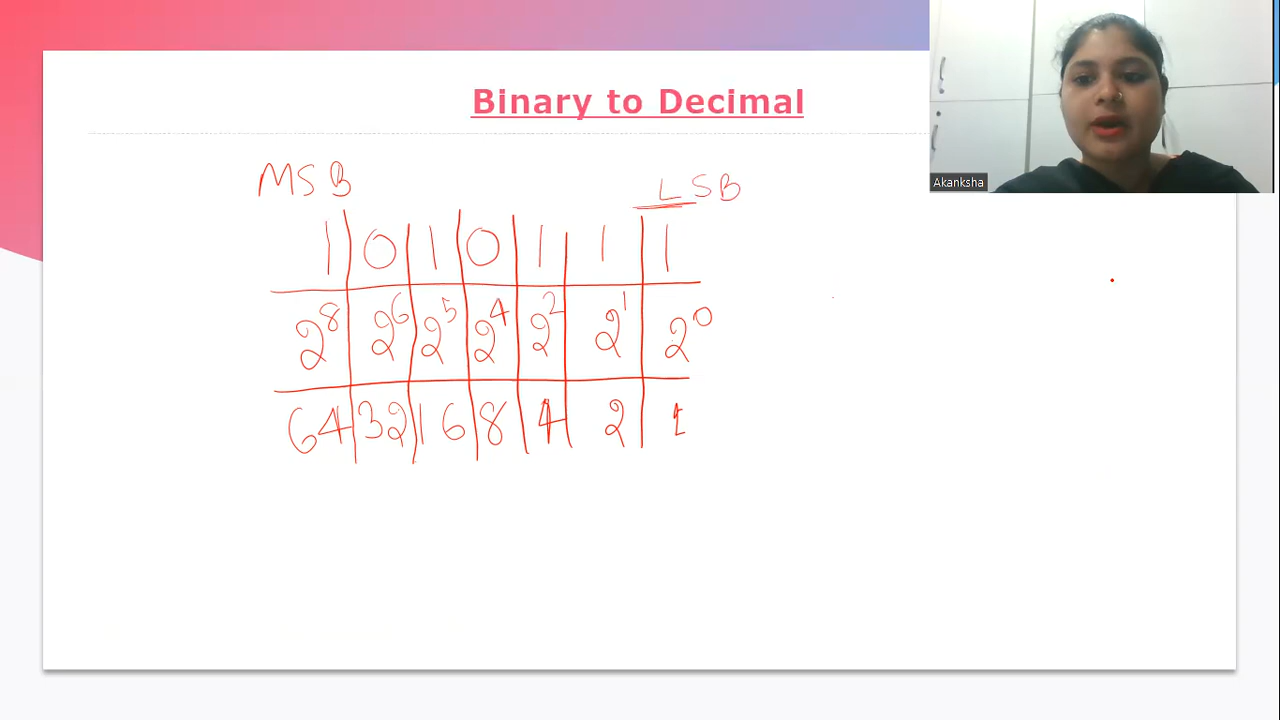 Binary to Decimal
Akanksha
MSB LSB
1 0 1 0 1 1 1
2⁸ 2⁶ 2⁵ 2⁴ 2² 2¹ 2⁰
64 32 16 8 4 2 1